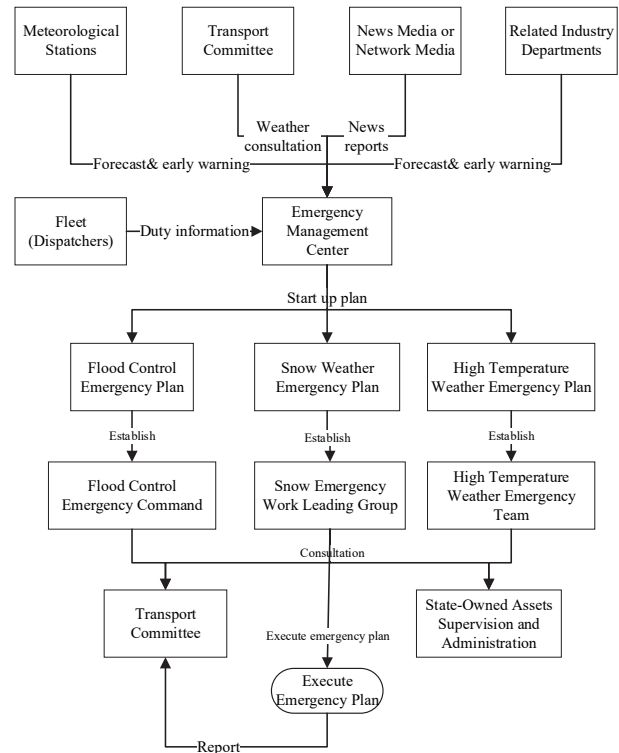 Meteorological
Stations
Transport
Committee
News Media or
Network Media
Related Industry
Departments
Weather
consultation
News
reports
Forecast& early warning
Forecast& early warning
Fleet
(Dispatchers)
Duty information
Emergency
Management
Center
Start up plan
Flood Control
Emergency Plan
Snow Weather
Emergency Plan
High Temperature
Weather Emergency Plan
Establish
Establish
Establish
Flood Control
Emergency Command
Snow Emergency
Work Leading Group
High Temperature
Weather Emergency
Team
Consultation
Transport
Committee
State-Owned Assets
Supervision and
Administration
Execute emergency plan
Execute
Emergency Plan
Report